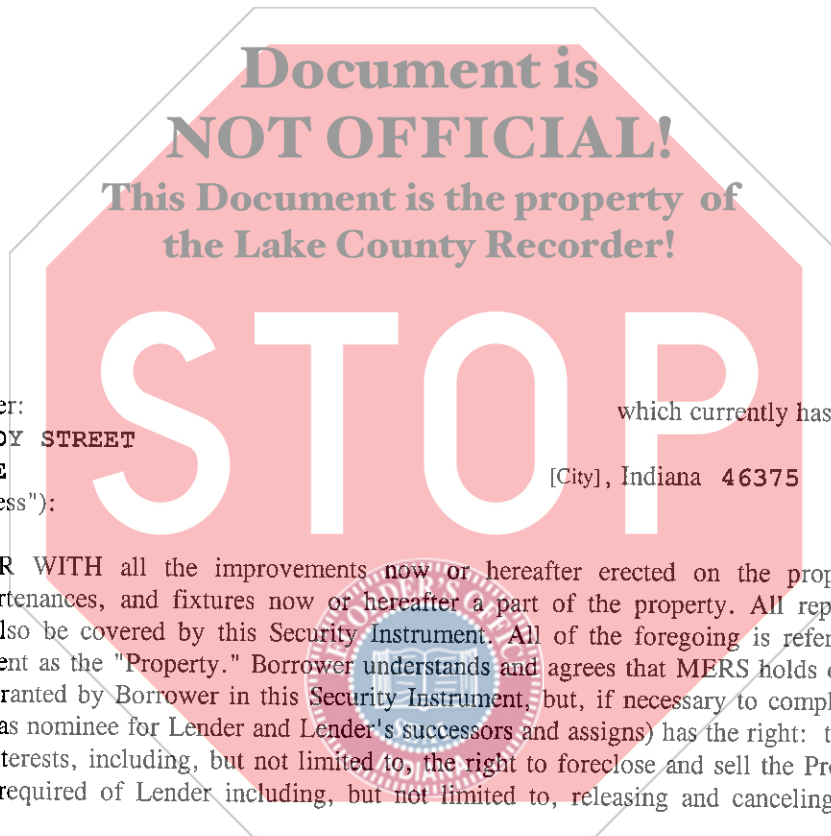 Document is
NOT OFFICIAL!
This Document is the property of
the Lake County Recorder!
STOP
er: which currently has
DY STREET
E [City], Indiana 46375
ess"):
R WITH all the improvements now or hereafter erected on the prop
rtenances, and fixtures now or hereafter a part of the property. All rep
lso be covered by this Security Instrument. All of the foregoing is refer
ent as the "Property." Borrower understands and agrees that MERS holds
ranted by Borrower in this Security Instrument, but, if necessary to compl
as nominee for Lender and Lender's successors and assigns) has the right: t
terests, including, but not limited to, the right to foreclose and sell the Pro
required of Lender including, but not limited to, releasing and canceling